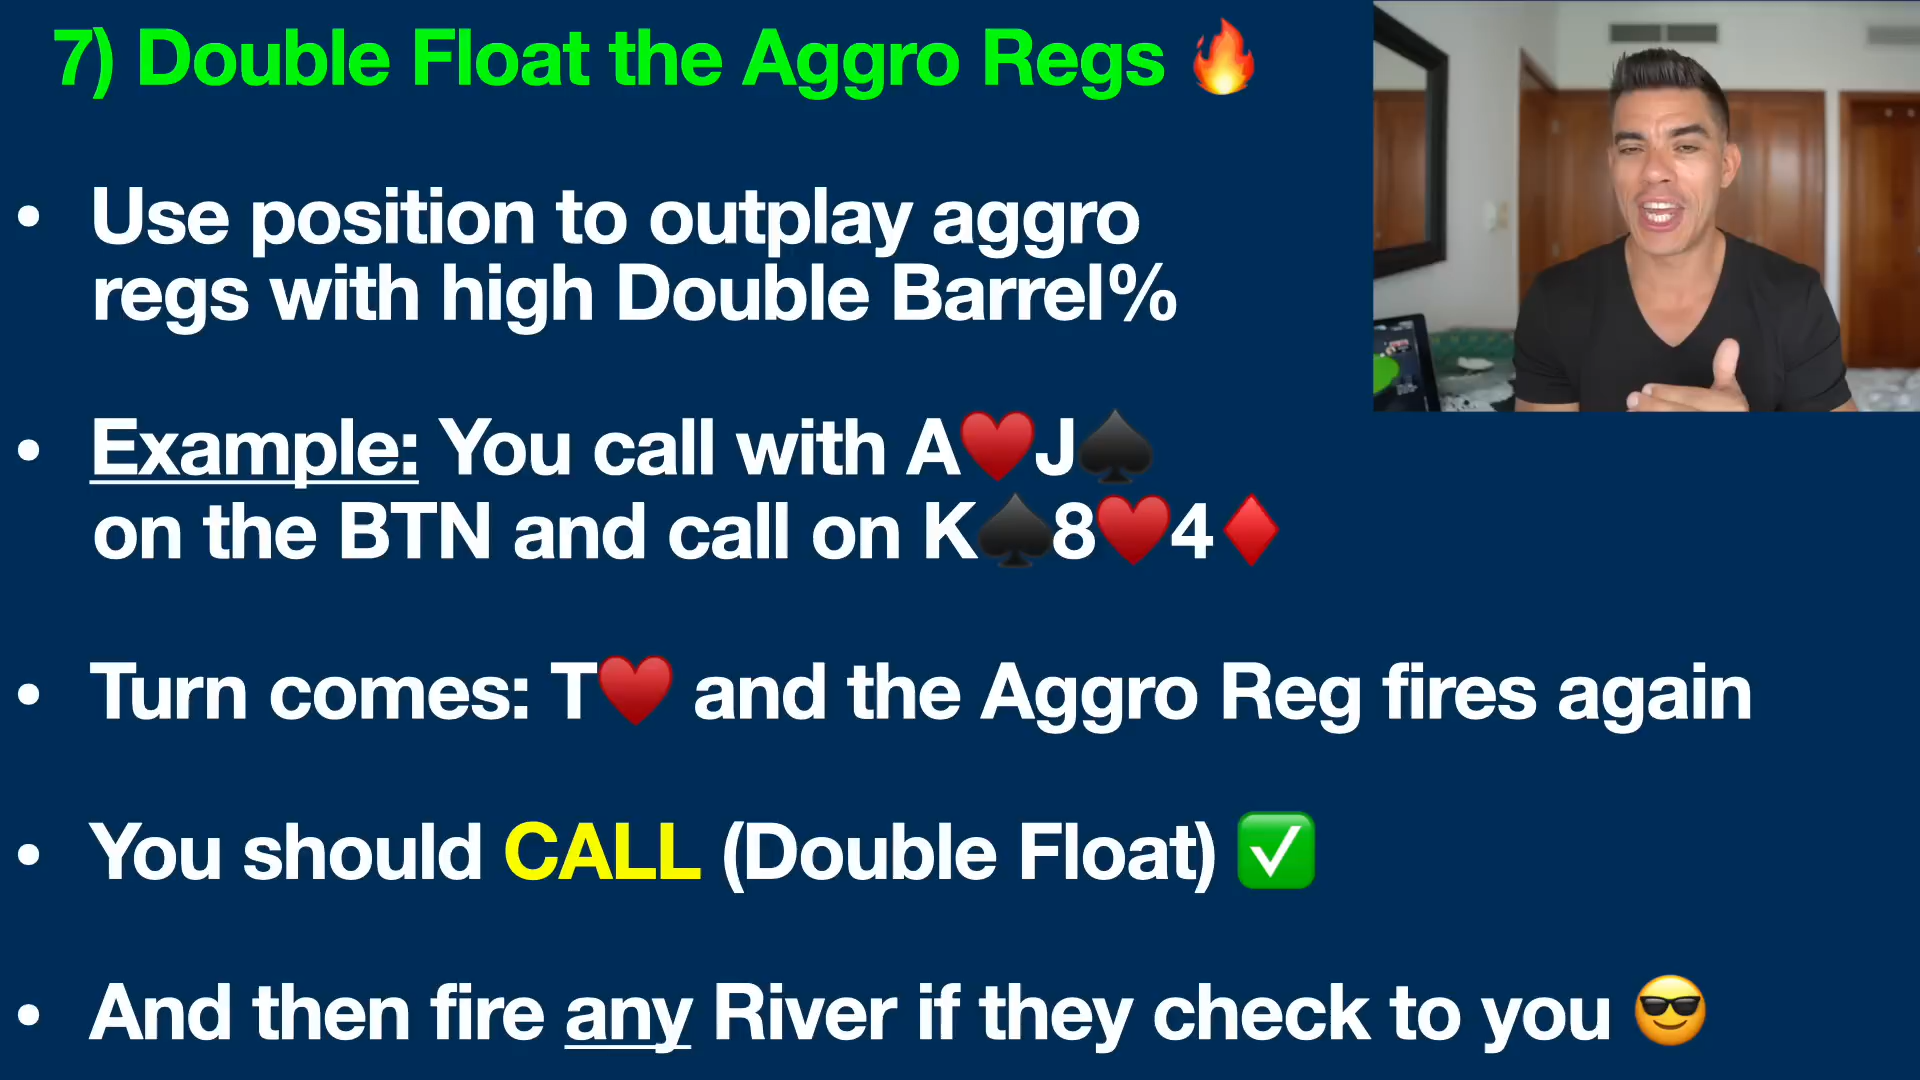 7) Double Float the Aggro Regs 🔥
• Use position to outplay aggro
regs with high Double Barrel%
• Example: You call with A♥️J♠️
on the BTN and call on K♠️8♥️4♦️
• Turn comes: T♥️ and the Aggro Reg fires again
• You should CALL (Double Float) ✅
• And then fire any River if they check to you 😎